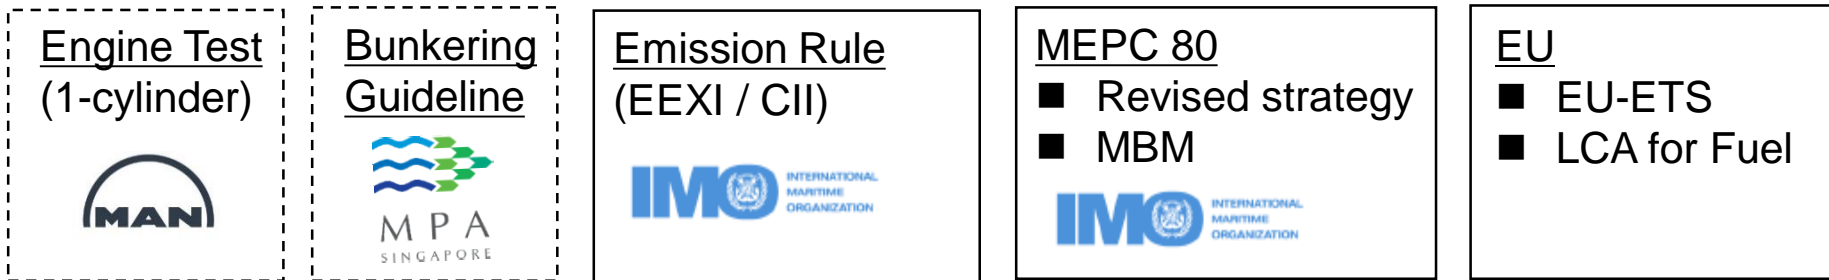 Engine Test
(1-cylinder)
MAN
Bunkering
Guideline
MPA
SINGAPORE
Emission Rule
(EEXI / CII)
IMO
INTERNATIONAL
MARITIME
ORGANIZATION
MEPC 80
■ Revised strategy
■ MBM
IMO
INTERNATIONAL
MARITIME
ORGANIZATION
EU
■ EU-ETS
■ LCA for Fuel